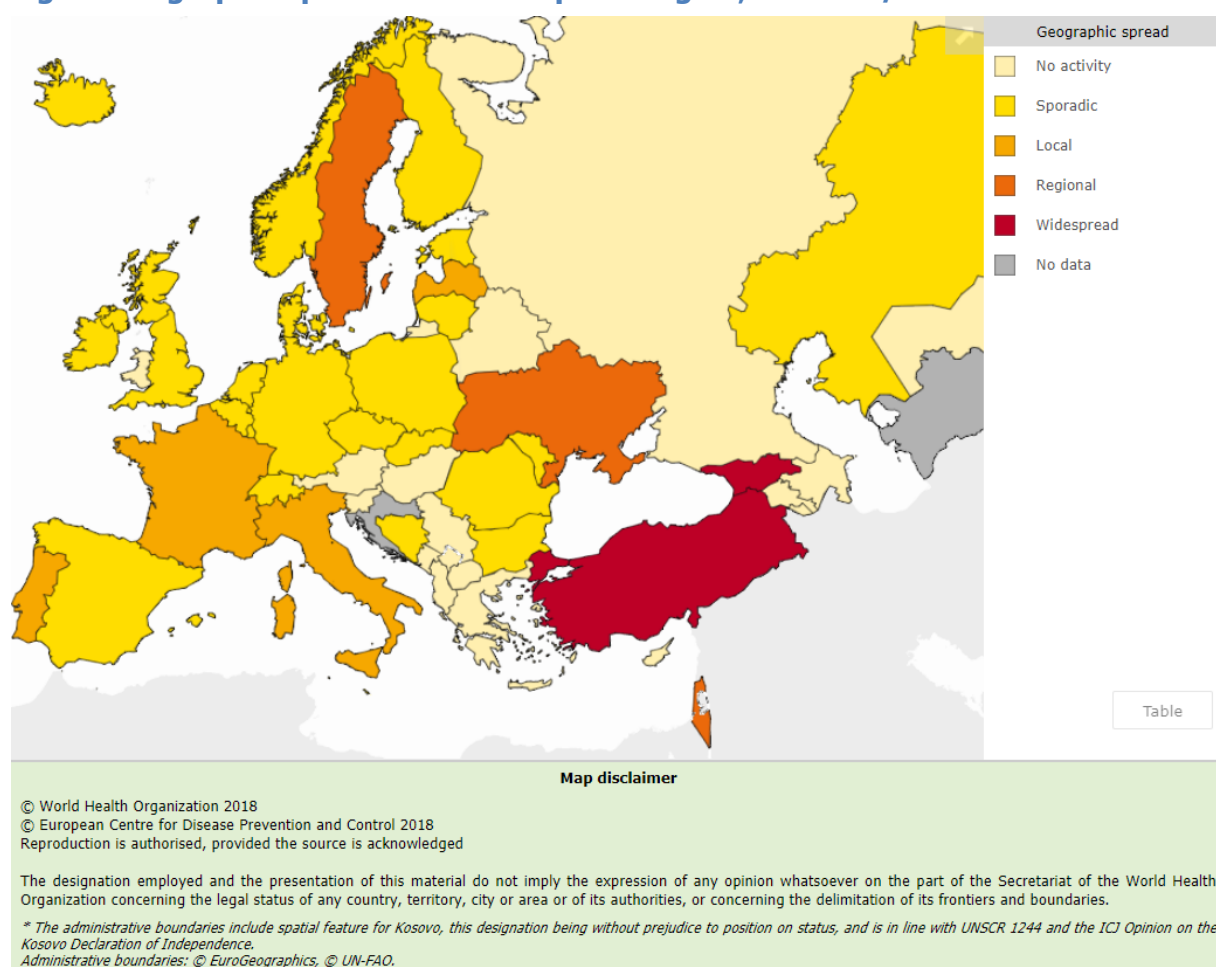 Geographic spread
No activity
Sporadic
Local
Regional
Widespread
No data
Table
Map disclaimer
© World Health Organization 2018
© European Centre for Disease Prevention and Control 2018
Reproduction is authorised, provided the source is acknowledged
The designation employed and the presentation of this material do not imply the expression of any opinion whatsoever on the part of the Secretariat of the World Health
Organization concerning the legal status of any country, territory, city or area or of its authorities, or concerning the delimitation of its frontiers and boundaries.
* The administrative boundaries include spatial feature for Kosovo, this designation being without prejudice to position on status, and is in line with UNSCR 1244 and the ICJ Opinion on the
Kosovo Declaration of Independence.
Administrative boundaries: © EuroGeographics, © UN-FAO.